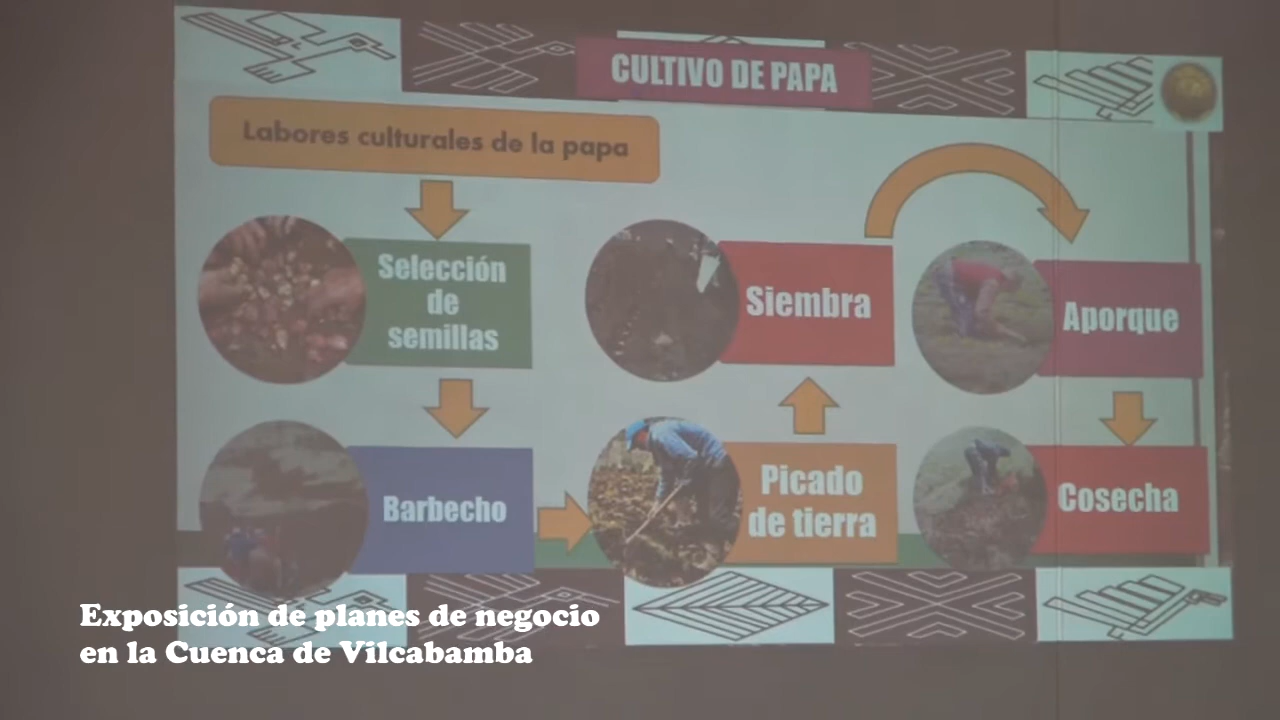 CULTIVO DE PAPA
Labores culturales de la papa
Selección
de
semillas
Barbecho
Picado
de tierra
Siembra
Aporque
Cosecha
Exposición de planes de negocio
en la Cuenca de Vilcabamba